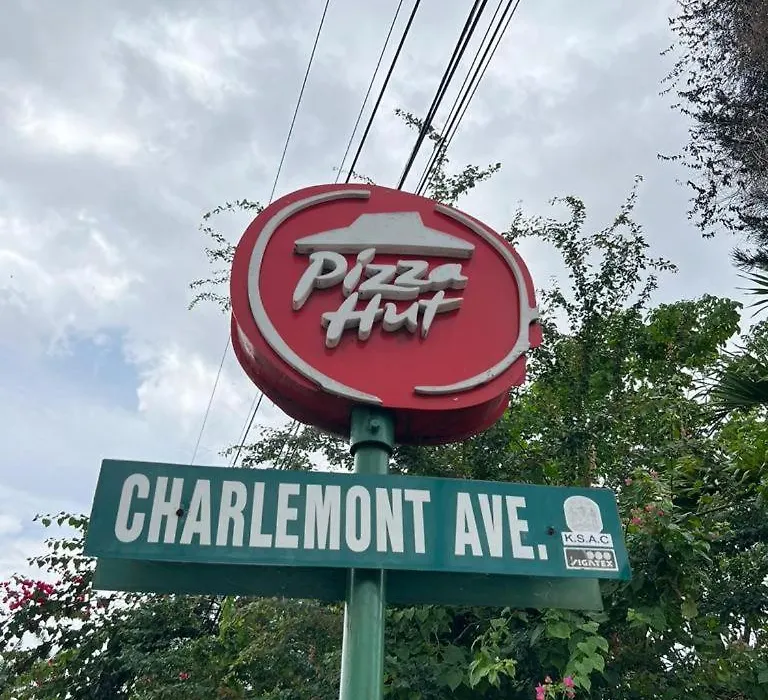 Pizza
Hut
CHARLEMONT AVE.
K.S.A.C
SIGATEX